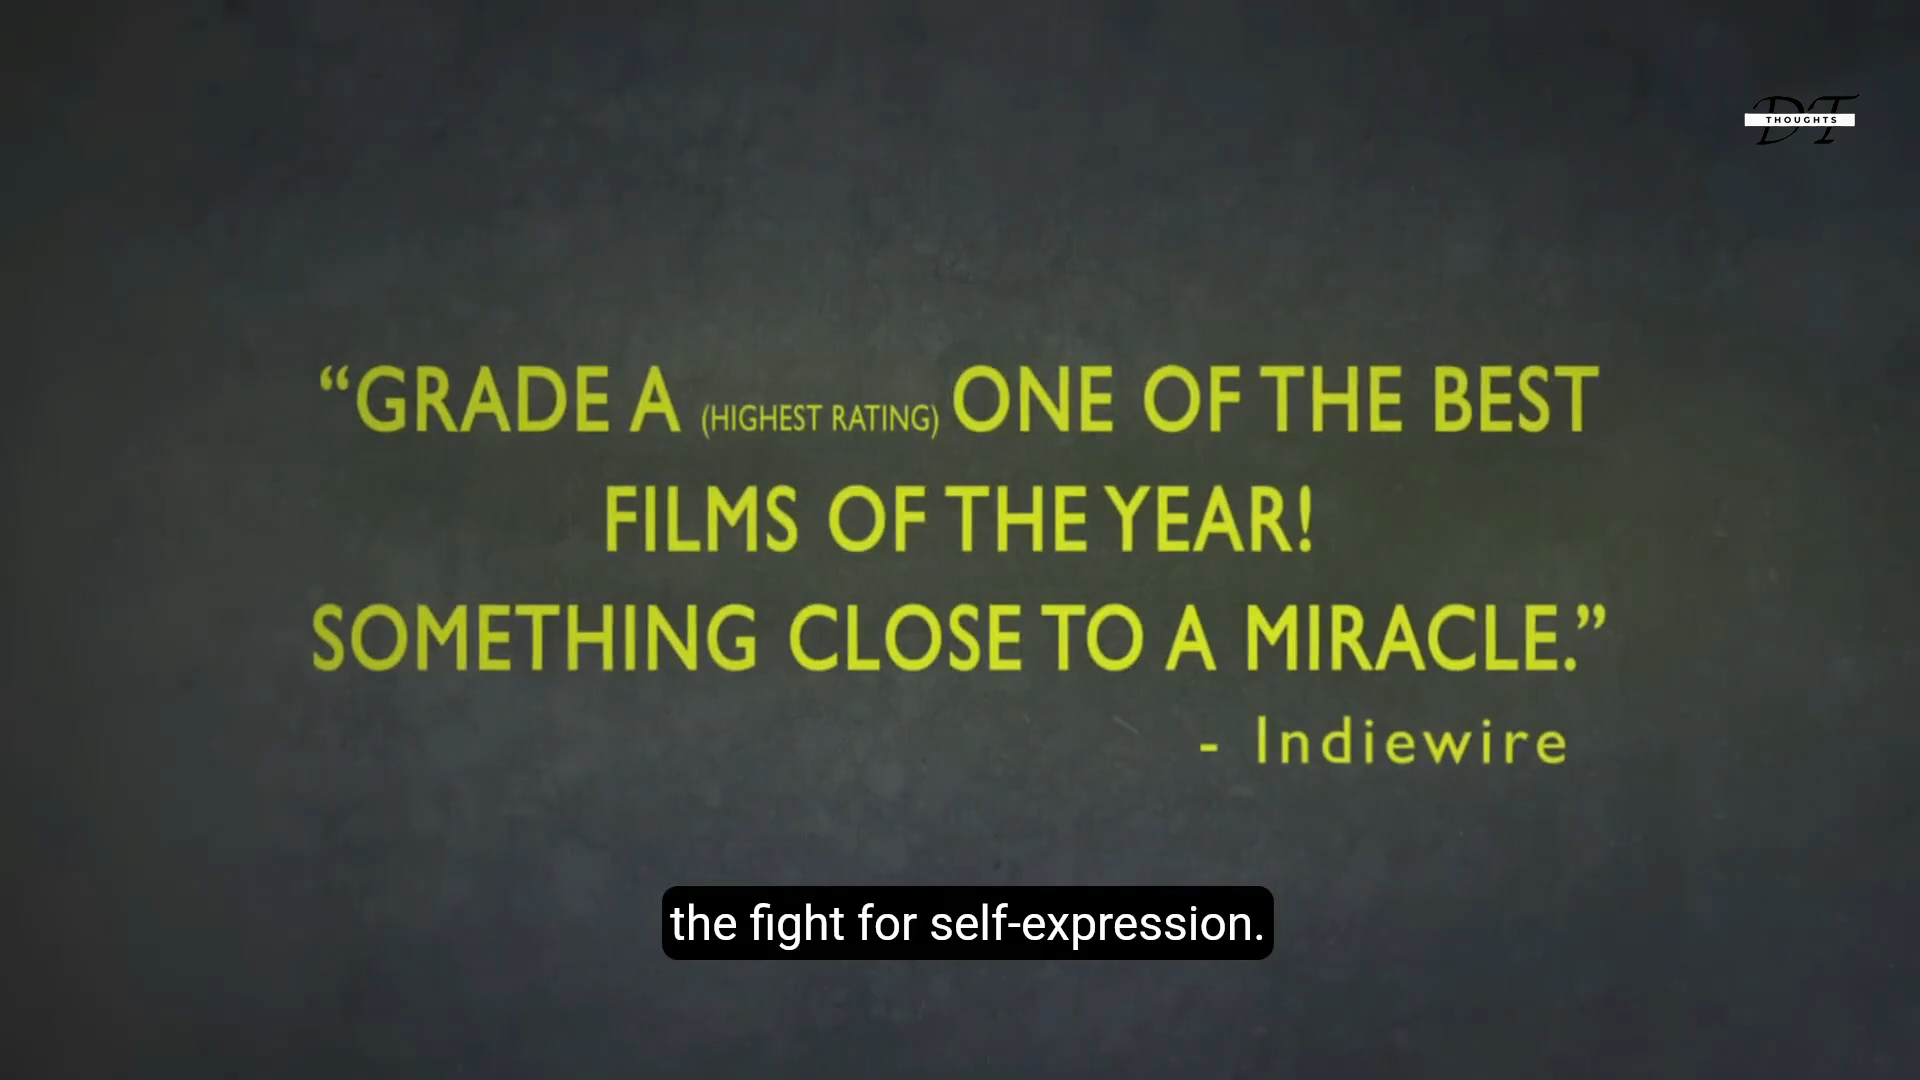 DT
THOUGHTS
“GRADE A (HIGHEST RATING) ONE OF THE BEST
FILMS OF THE YEAR!
SOMETHING CLOSE TO A MIRACLE.”
- Indiewire
the fight for self-expression.